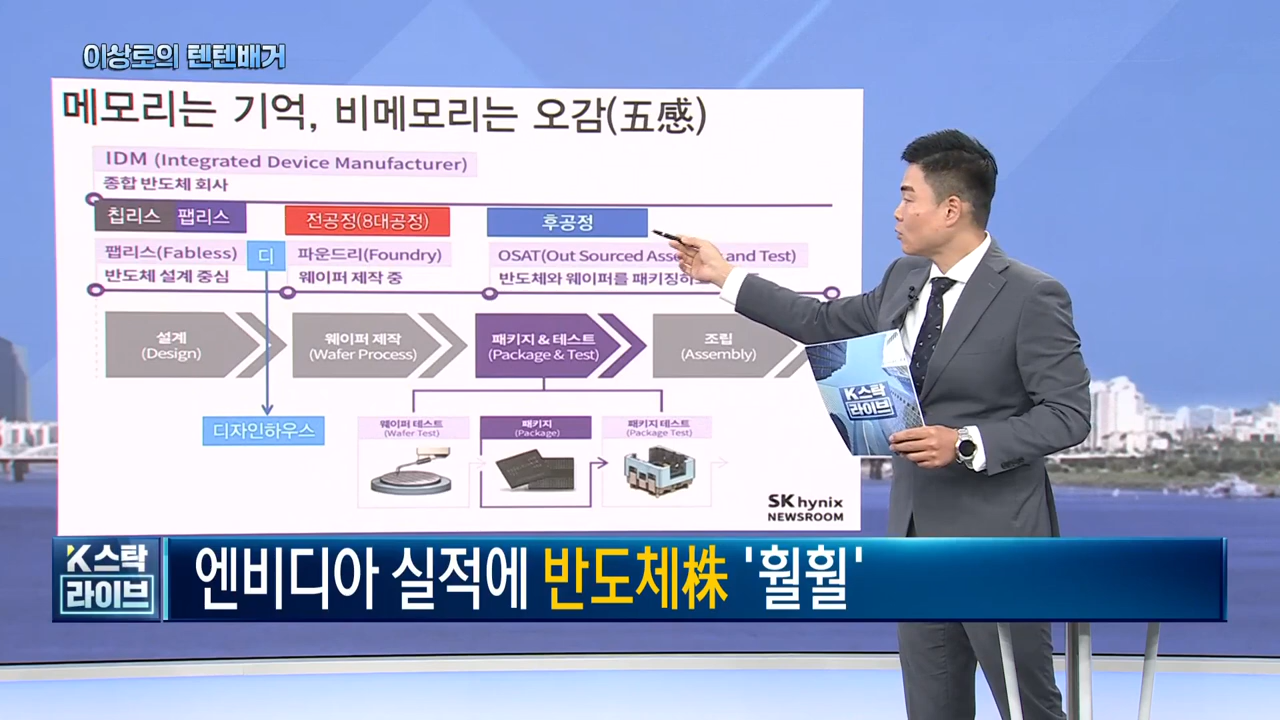 이상로의 텐텐배거
메모리는 기억, 비메모리는 오감(五感)
IDM (Integrated Device Manufacturer)
종합 반도체 회사
칩리스 팹리스
전공정(8대공정)
후공정
팹리스(Fabless)
디
파운드리(Foundry)
OSAT(Out Sourced Asse and Test)
반도체 설계 중심
웨이퍼 제작 중
반도체와 웨이퍼를 패키징하
설계
(Design)
웨이퍼 제작
(Wafer Process)
패키지 & 테스트
(Package & Test)
조립
(Assembly)
디자인하우스
웨이퍼 테스트
(Wafer Test)
패키지
(Package)
패키지 테스트
(Package Test)
SK hynix
NEWSROOM
K스탁
라이브
K스탁
라이브
엔비디아 실적에 반도체株 '훨훨'